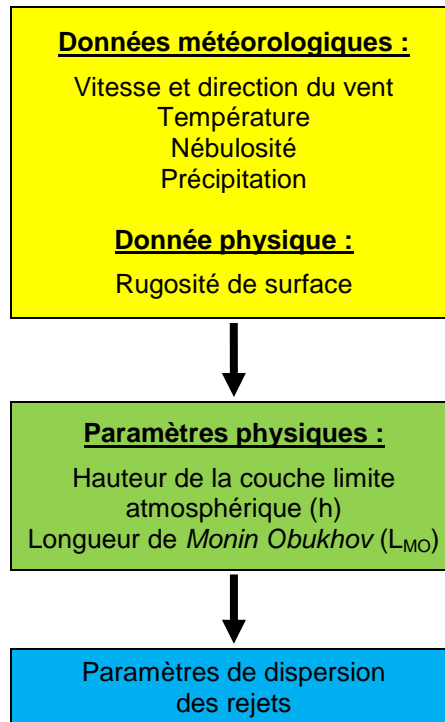 Données météorologiques :
Vitesse et direction du vent
Température
Nébulosité
Précipitation
Donnée physique :
Rugosité de surface
Paramètres physiques :
Hauteur de la couche limite
atmosphérique (h)
Longueur de Monin Obukhov (LMO)
Paramètres de dispersion
des rejets